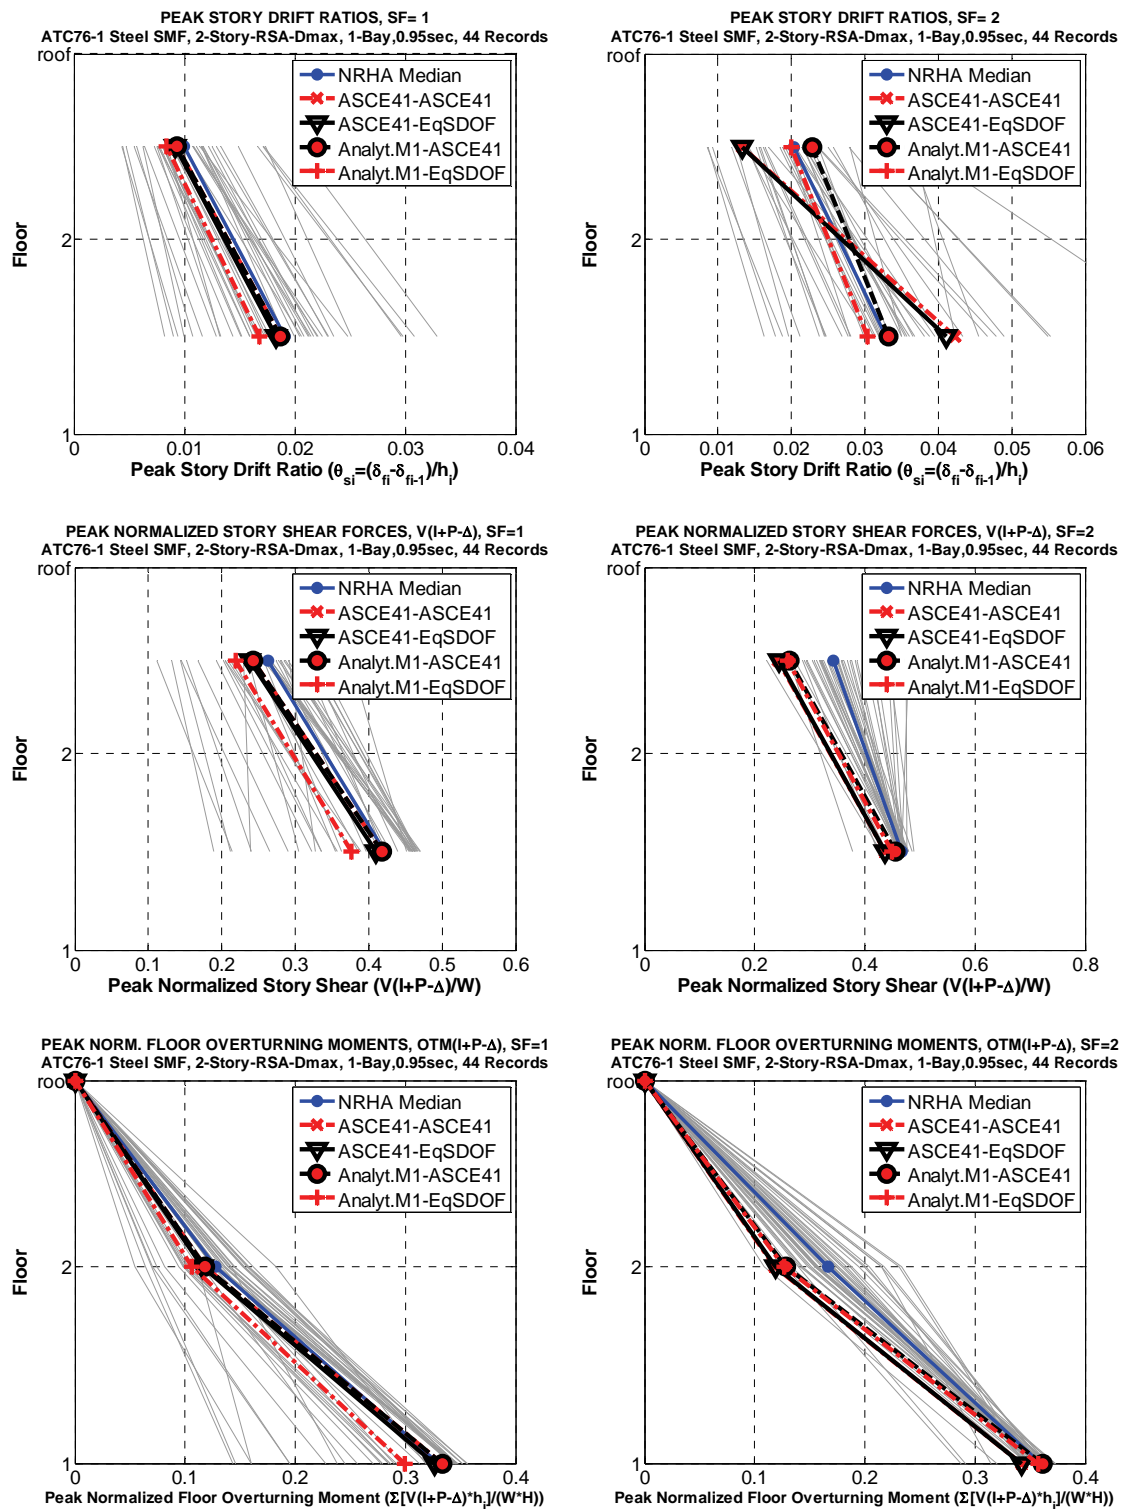 PEAK STORY DRIFT RATIOS, SF= 1
ATC76-1 Steel SMF, 2-Story-RSA-Dmax, 1-Bay,0.95sec, 44 Records
roof
NRHA Median
ASCE41-ASCE41
ASCE41-EqSDOF
Analyt.M1-ASCE41
Analyt.M1-EqSDOF
Floor
2
1
0 0.01 0.02 0.03 0.04
Peak Story Drift Ratio (θsi=(δfi-δfi-1)/hi)
PEAK STORY DRIFT RATIOS, SF= 2
ATC76-1 Steel SMF, 2-Story-RSA-Dmax, 1-Bay,0.95sec, 44 Records
roof
NRHA Median
ASCE41-ASCE41
ASCE41-EqSDOF
Analyt.M1-ASCE41
Analyt.M1-EqSDOF
Floor
2
1
0 0.01 0.02 0.03 0.04 0.05 0.06
Peak Story Drift Ratio (θsi=(δfi-δfi-1)/hi)
PEAK NORMALIZED STORY SHEAR FORCES, V(I+P-Δ), SF=1
ATC76-1 Steel SMF, 2-Story-RSA-Dmax, 1-Bay,0.95sec, 44 Records
roof
NRHA Median
ASCE41-ASCE41
ASCE41-EqSDOF
Analyt.M1-ASCE41
Analyt.M1-EqSDOF
Floor
2
1
0 0.1 0.2 0.3 0.4 0.5 0.6
Peak Normalized Story Shear (V(I+P-Δ)/W)
PEAK NORMALIZED STORY SHEAR FORCES, V(I+P-Δ), SF=2
ATC76-1 Steel SMF, 2-Story-RSA-Dmax, 1-Bay,0.95sec, 44 Records
roof
NRHA Median
ASCE41-ASCE41
ASCE41-EqSDOF
Analyt.M1-ASCE41
Analyt.M1-EqSDOF
Floor
2
1
0 0.2 0.4 0.6 0.8
Peak Normalized Story Shear (V(I+P-Δ)/W)
PEAK NORM. FLOOR OVERTURNING MOMENTS, OTM(I+P-Δ), SF=1
ATC76-1 Steel SMF, 2-Story-RSA-Dmax, 1-Bay,0.95sec, 44 Records
roof
NRHA Median
ASCE41-ASCE41
ASCE41-EqSDOF
Analyt.M1-ASCE41
Analyt.M1-EqSDOF
Floor
2
1
0 0.1 0.2 0.3 0.4
Peak Normalized Floor Overturning Moment (Σ[V(I+P-Δ)*hi]/(W*H))
PEAK NORM. FLOOR OVERTURNING MOMENTS, OTM(I+P-Δ), SF=2
ATC76-1 Steel SMF, 2-Story-RSA-Dmax, 1-Bay,0.95sec, 44 Records
roof
NRHA Median
ASCE41-ASCE41
ASCE41-EqSDOF
Analyt.M1-ASCE41
Analyt.M1-EqSDOF
Floor
2
1
0 0.1 0.2 0.3 0.4
Peak Normalized Floor Overturning Moment (Σ[V(I+P-Δ)*hi]/(W*H))